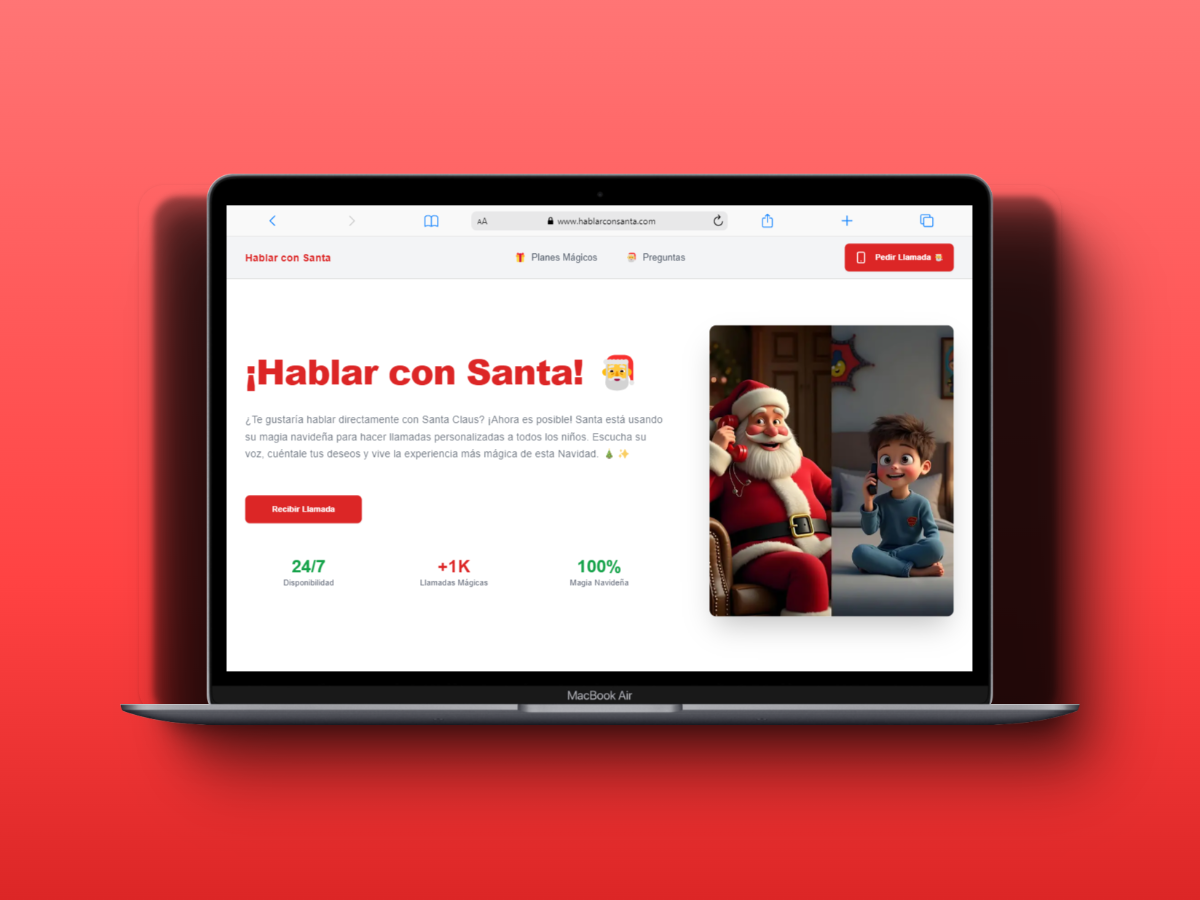 AA www.hablarconsanta.com
Hablar con Santa
Planes Mágicos
Preguntas
Pedir Llamada
¡Hablar con Santa!
¿Te gustaría hablar directamente con Santa Claus? ¡Ahora es posible! Santa está usando
su magia navideña para hacer llamadas personalizadas a todos los niños. Escucha su
voz, cuéntale tus deseos y vive la experiencia más mágica de esta Navidad.
Recibir Llamada
24/7
Disponibilidad
+1K
Llamadas Mágicas
100%
Magia Navideña
MacBook Air